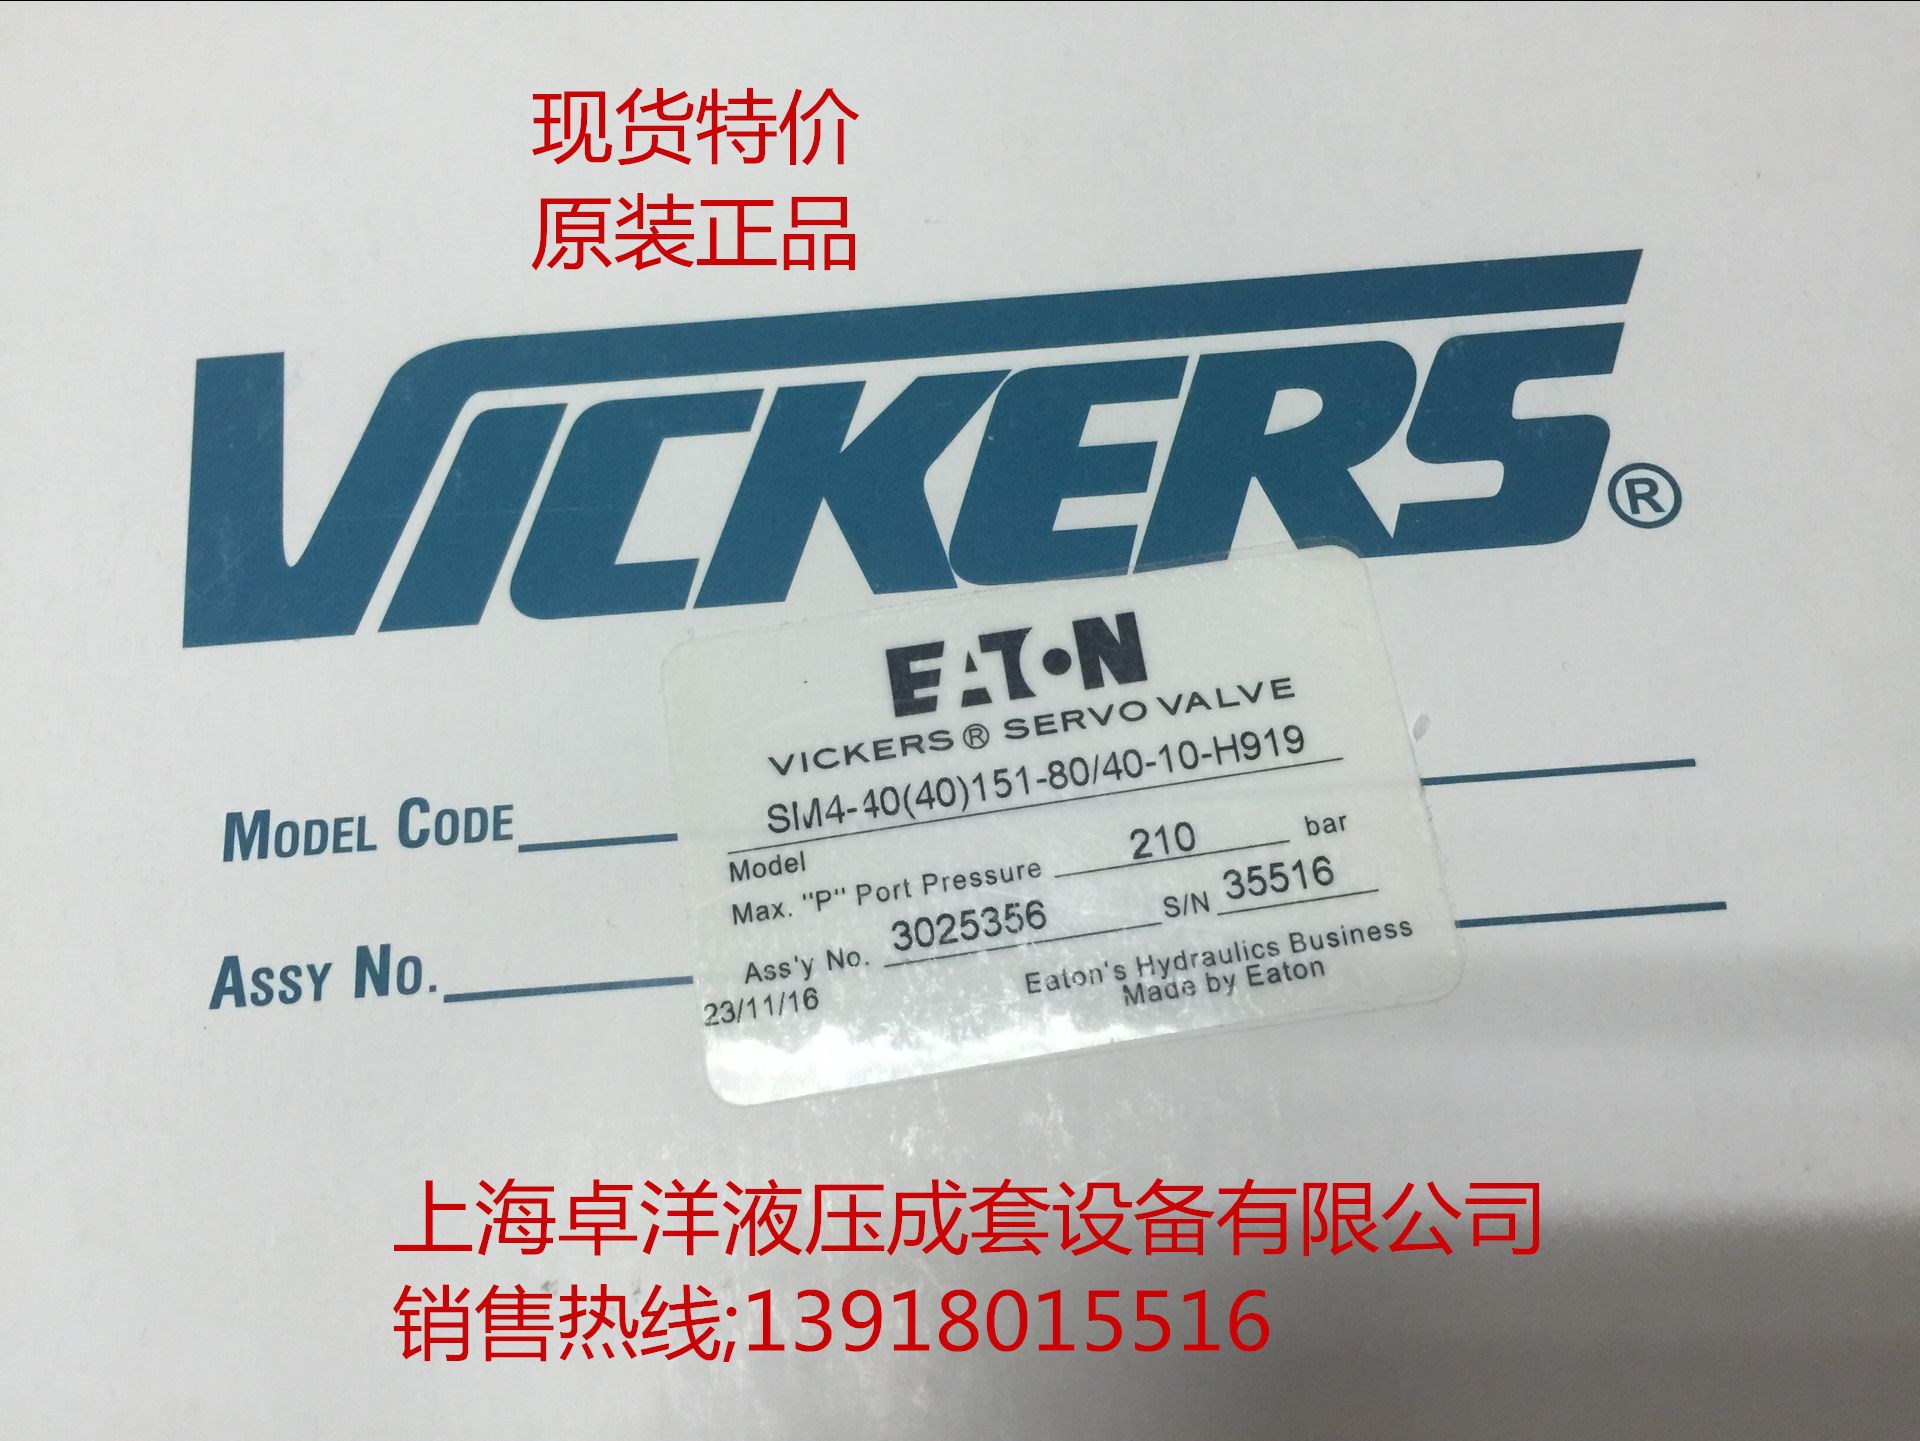 现货特价
原装正品
VICKERS®
EATON
VICKERS® SERVO VALVE
MODEL CODE
SM4-40(40)151-80/40-10-H919
Model
Max. "P" Port Pressure 210 bar
ASSY NO.
Ass'y No. 3025356 S/N 35516
23/11/16
Eaton's Hydraulics Business
Made by Eaton
上海卓洋液压成套设备有限公司
销售热线;13918015516